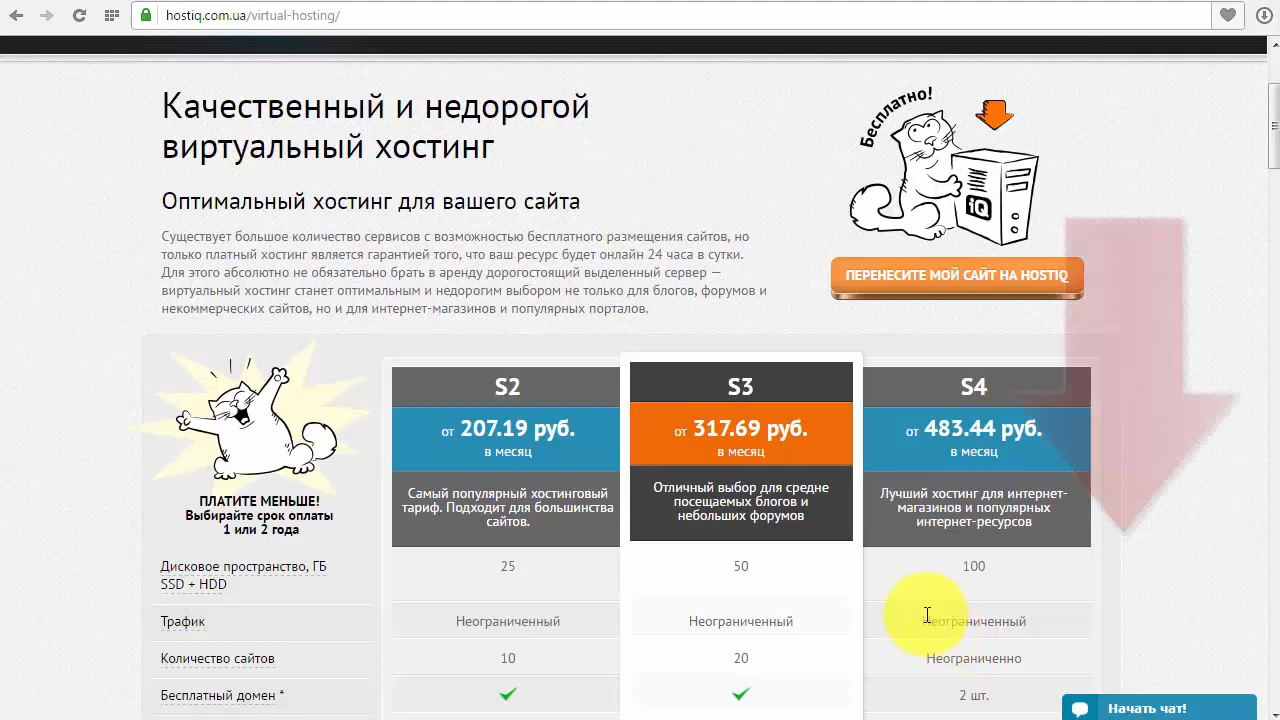 hostiq.com.ua/virtual-hosting/
Качественный и недорогой
виртуальный хостинг
Бесплатно!
iQ
Оптимальный хостинг для вашего сайта
Существует большое количество сервисов с возможностью бесплатного размещения сайтов, но
только платный хостинг является гарантией того, что ваш ресурс будет онлайн 24 часа в сутки.
Для этого абсолютно не обязательно брать в аренду дорогостоящий выделенный сервер —
виртуальный хостинг станет оптимальным и недорогим выбором не только для блогов, форумов и
некоммерческих сайтов, но и для интернет-магазинов и популярных порталов.
ПЕРЕНЕСИТЕ МОЙ САЙТ НА HOSTIQ
ПЛАТИТЕ МЕНЬШЕ!
Выбирайте срок оплаты
1 или 2 года
S2
от 207.19 руб.
в месяц
Самый популярный хостинговый
тариф. Подходит для большинства
сайтов.
S3
от 317.69 руб.
в месяц
Отличный выбор для средне
посещаемых блогов и
небольших форумов
S4
от 483.44 руб.
в месяц
Лучший хостинг для интернет-
магазинов и популярных
интернет-ресурсов
Дисковое пространство, ГБ
SSD + HDD
25
50
100
Трафик
Неограниченный
Неограниченный
Неограниченный
Количество сайтов
10
20
Неограниченно
Бесплатный домен *
2 шт.
Начать чат!